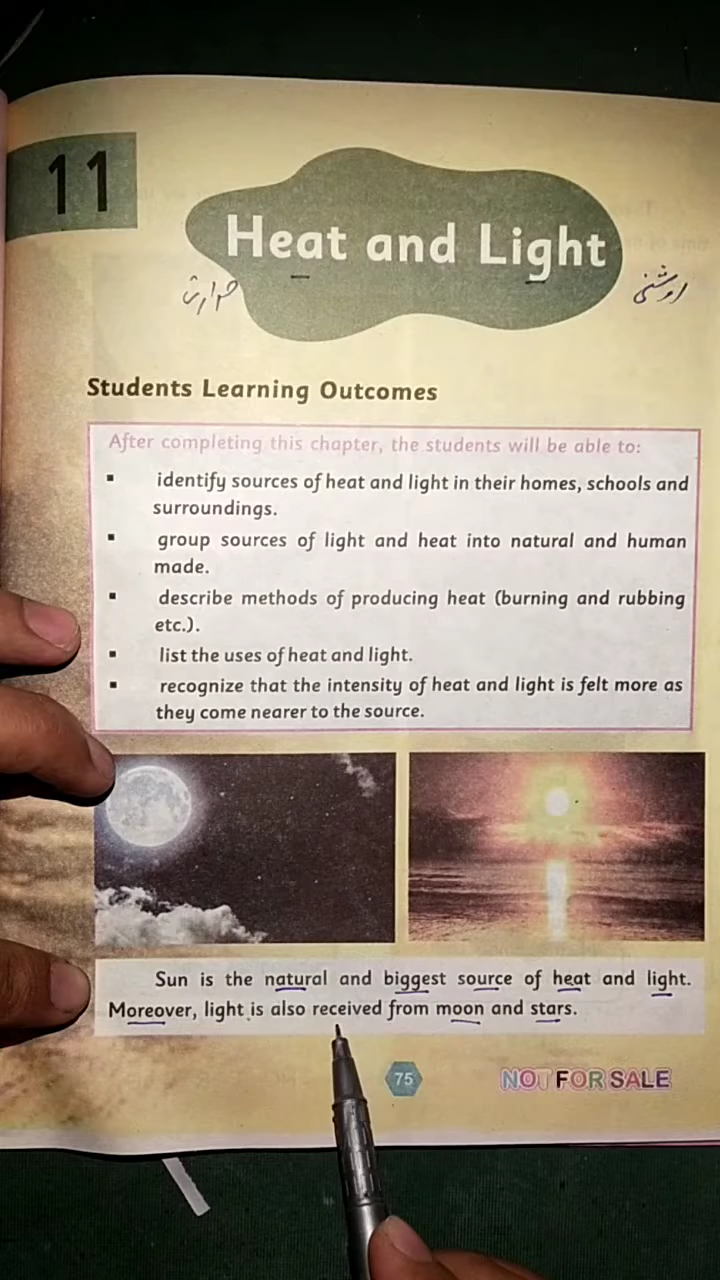 11
Heat and Light
حرارت
روشنی
Students Learning Outcomes
After completing this chapter, the students will be able to:
▪ identify sources of heat and light in their homes, schools and
surroundings.
▪ group sources of light and heat into natural and human
made.
▪ describe methods of producing heat (burning and rubbing
etc.).
▪ list the uses of heat and light.
▪ recognize that the intensity of heat and light is felt more as
they come nearer to the source.
Sun is the natural and biggest source of heat and light.
Moreover, light is also received from moon and stars.
75
NOT FOR SALE